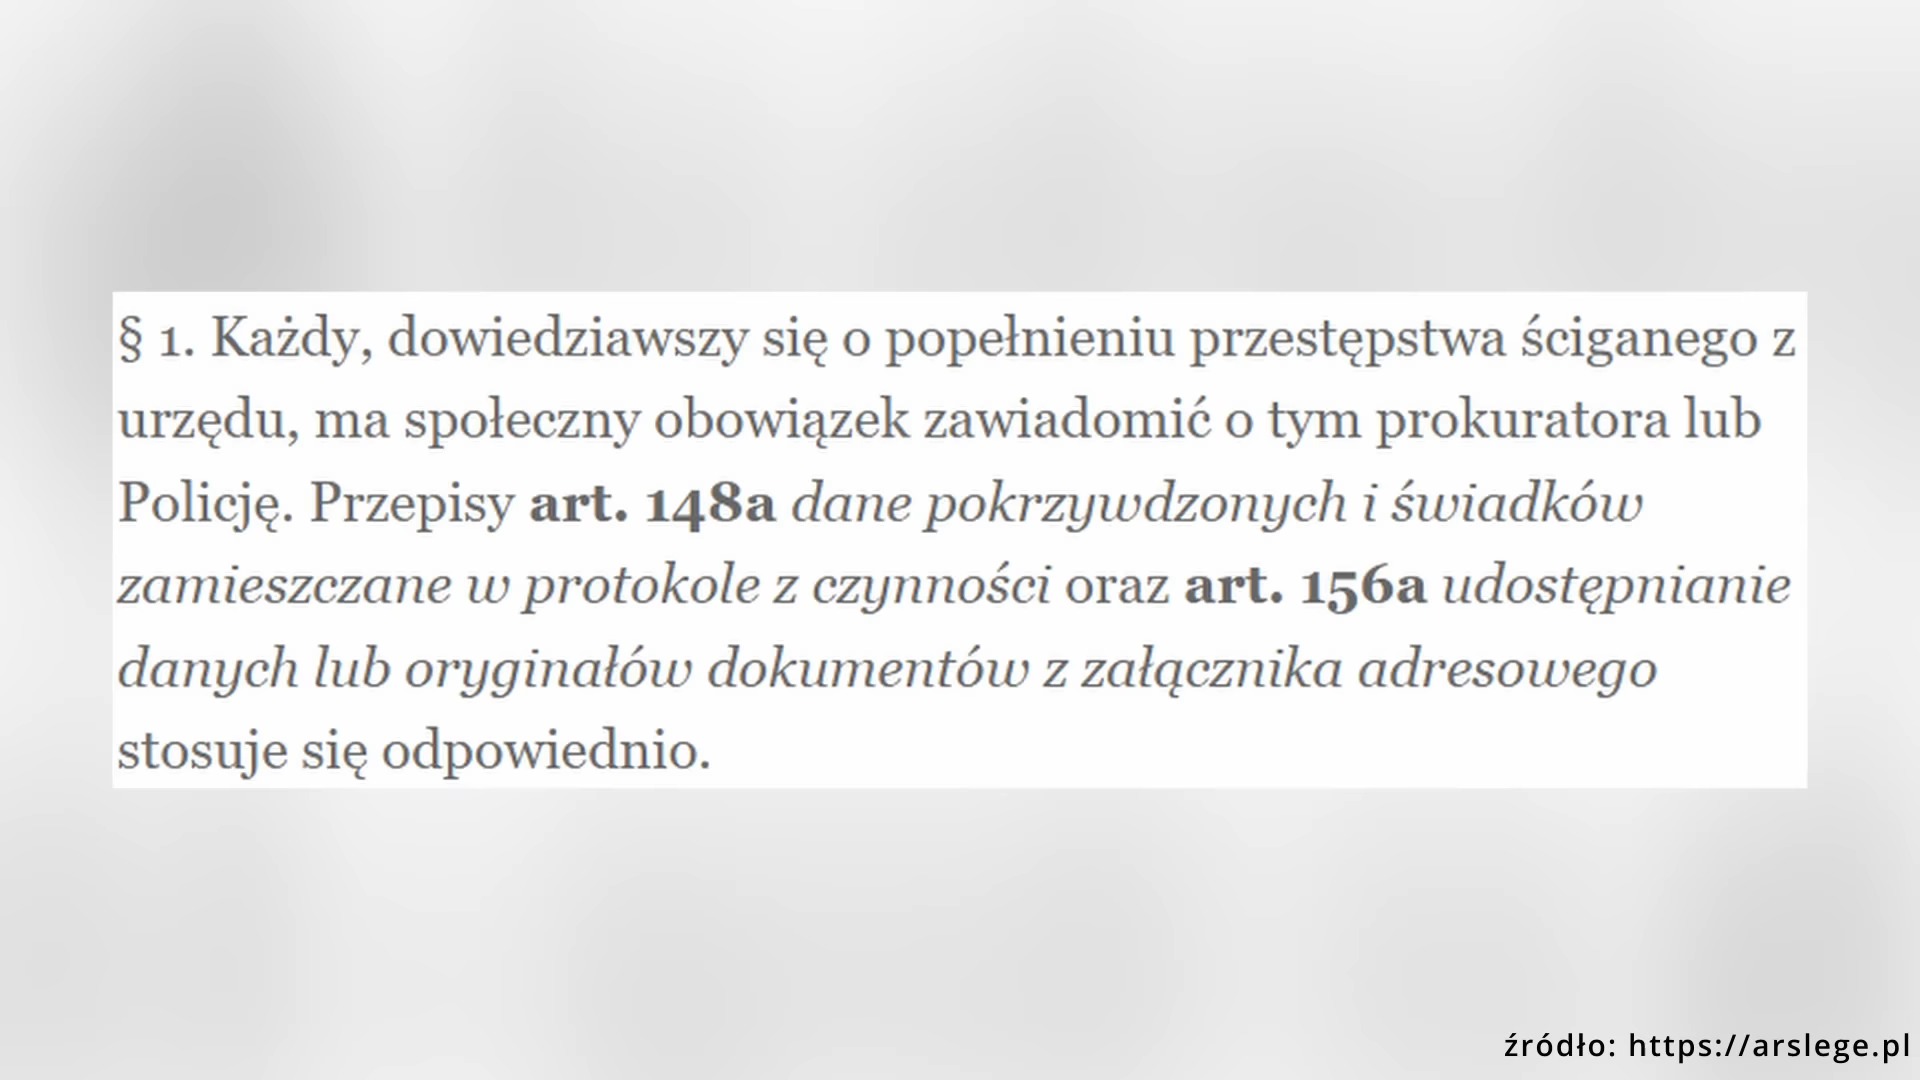 § 1. Każdy, dowiedziawszy się o popełnieniu przestępstwa ściganego z
urzędu, ma społeczny obowiązek zawiadomić o tym prokuratora lub
Policję. Przepisy art. 148a dane pokrzywdzonych i świadków
zamieszczane w protokole z czynności oraz art. 156a udostępnianie
danych lub oryginałów dokumentów z załącznika adresowego
stosuje się odpowiednio.
źródło: https://arslege.pl